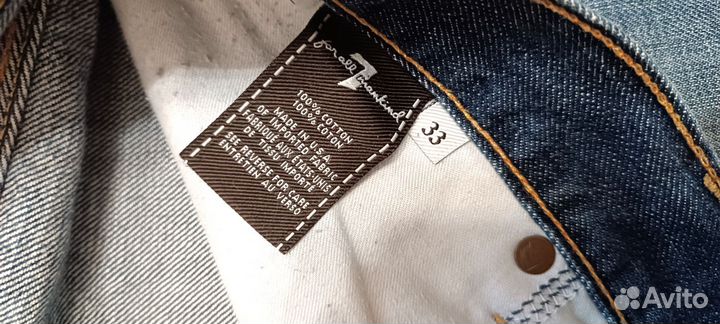 7
for all mankind
100% COTTON
100% COTON
MADE IN U.S.A.
OF IMPORTED FABRIC
FABRIQUÉ AUX ÉTATS-UNIS
DE TISSU IMPORTÉ
SEE REVERSE FOR CARE
ENTRETIEN AU VERSO
33
Avito